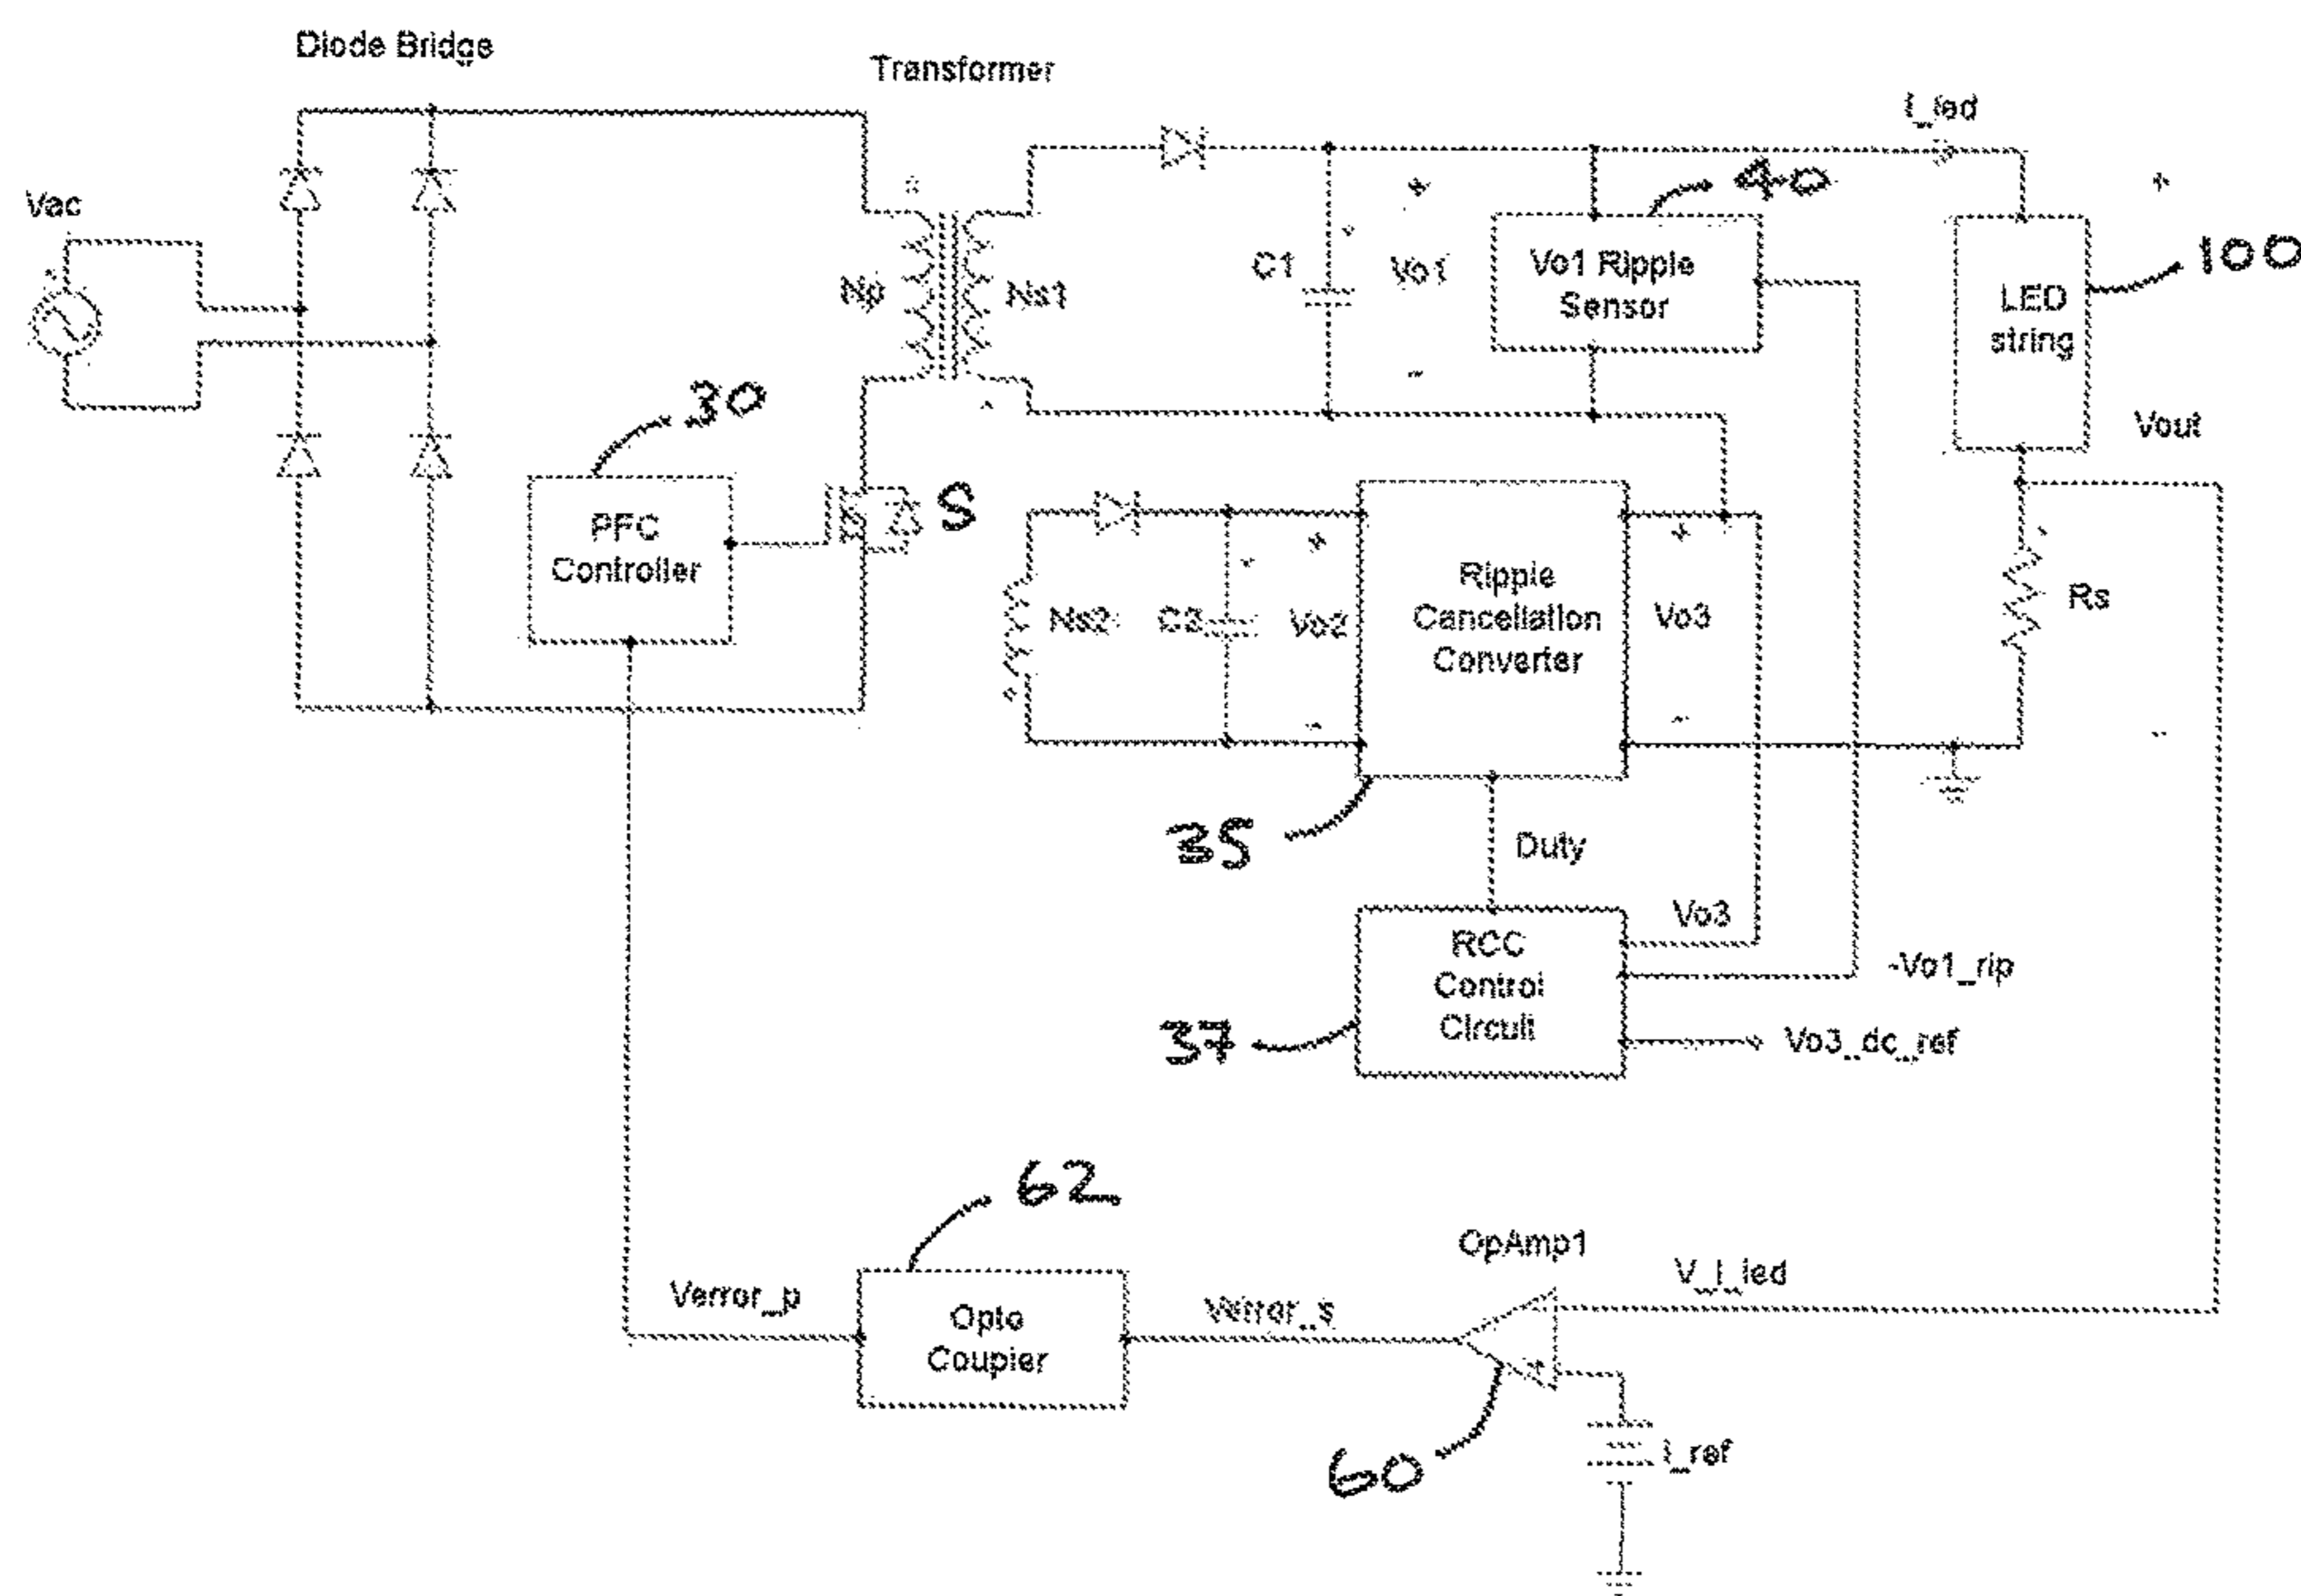 Diode Bridge
Transformer
I_led
40
Vac
100
Vo1 Ripple
Sensor
C1
Vo1
Np
Ns1
LED
string
30
Vout
S
PFC
Controller
Ripple
Cancellation
Converter
Ns2
C2
Vo2
Vo3
Rs
35
Duty
Vo3
RCC
Control
Circuit
-Vo1_rip
37
Vo3_dc_ref
62
OpAmp1
V_I_led
Verror_p
Verror_s
Opto
Coupler
60
I_ref